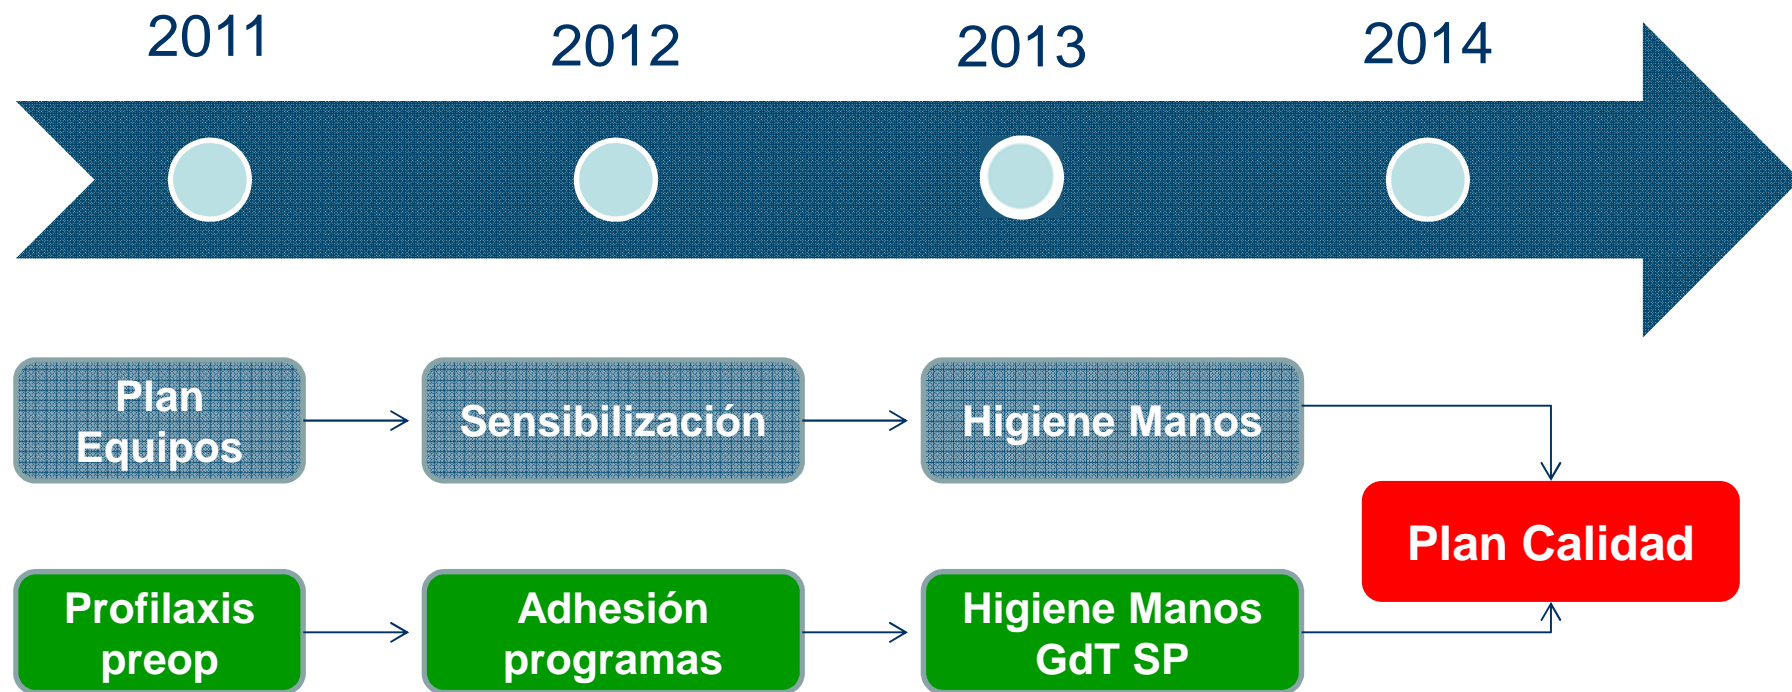 2011
2012
2013
2014
Plan
Equipos
Sensibilización
Higiene Manos
Plan Calidad
Profilaxis
preop
Adhesión
programas
Higiene Manos
GdT SP